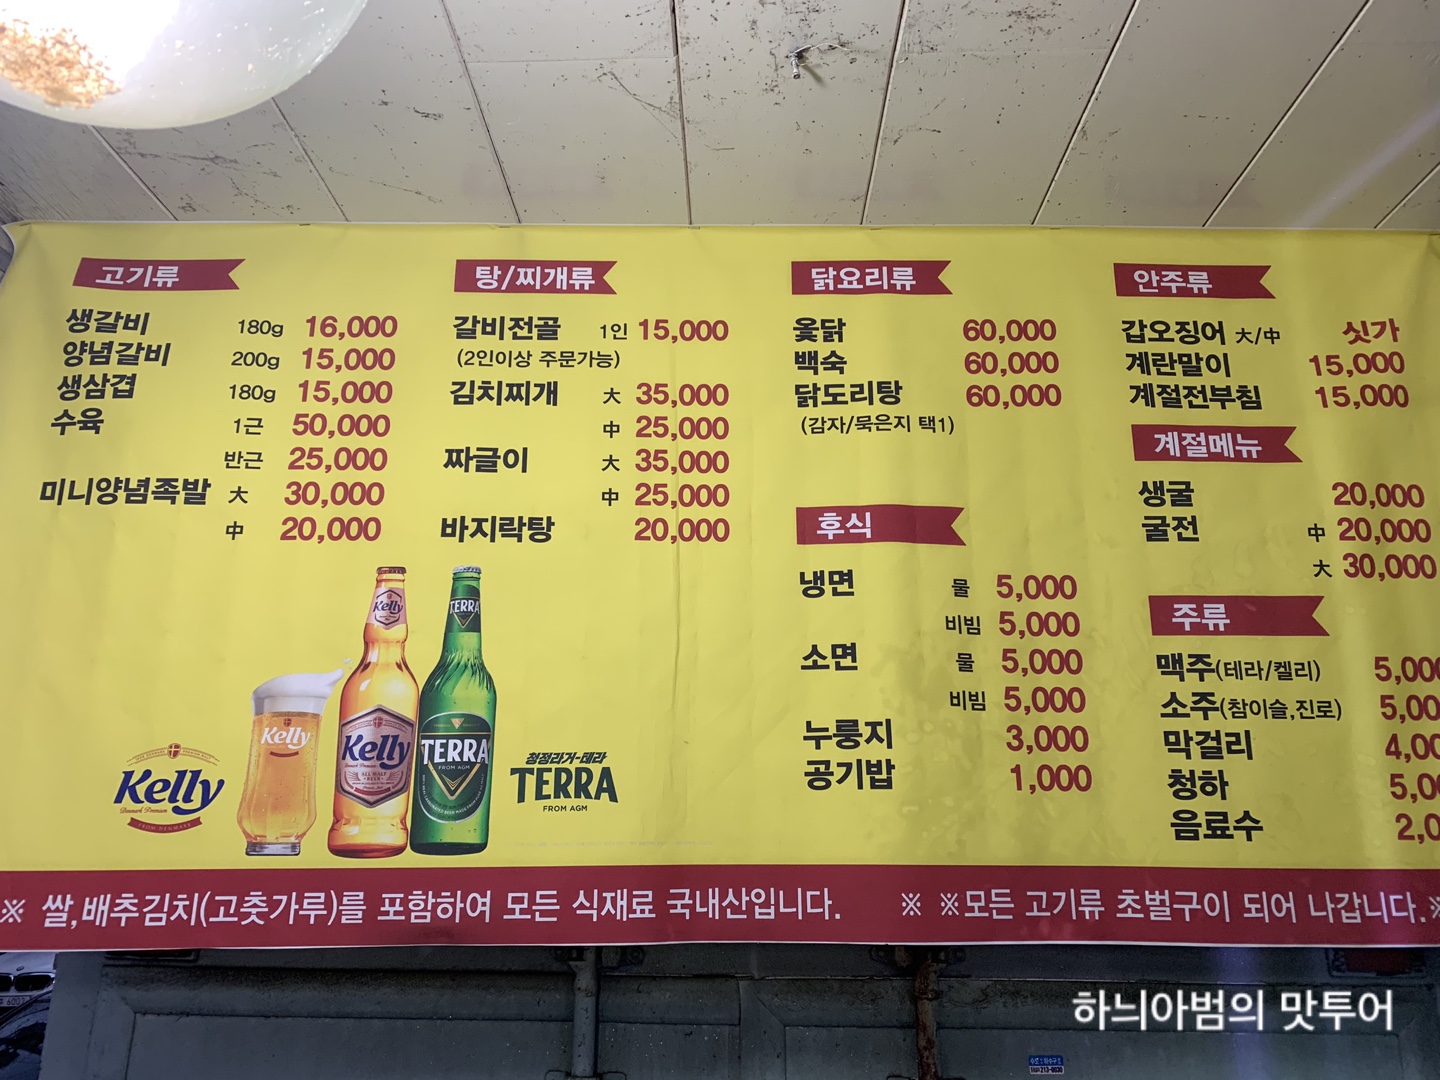 고기류
생갈비 180g 16,000
양념갈비 200g 15,000
생삼겹 180g 15,000
수육 1근 50,000
반근 25,000
미니양념족발 大 30,000
中 20,000
탕/찌개류
갈비전골 1인 15,000
(2인이상 주문가능)
김치찌개 大 35,000
中 25,000
짜글이 大 35,000
中 25,000
바지락탕 20,000
닭요리류
옻닭 60,000
백숙 60,000
닭도리탕 60,000
(감자/묵은지 택1)
후식
냉면 물 5,000
비빔 5,000
소면 물 5,000
비빔 5,000
누룽지 3,000
공기밥 1,000
안주류
갑오징어 大/中 싯가
계란말이 15,000
계절전부침 15,000
계절메뉴
생굴 20,000
굴전 中 20,000
大 30,000
주류
맥주(테라/켈리) 5,000
소주(참이슬,진로) 5,00
막걸리 4,00
청하 5,0
음료수 2,0
Kelly
Kelly
Kelly
Kelly
ALL MALT
BEER
TERRA
TERRA
FROM AGM
청정라거-테라
TERRA
FROM AGM
※ 쌀,배추김치(고춧가루)를 포함하여 모든 식재료 국내산입니다. ※ ※모든 고기류 초벌구이 되어 나갑니다.※
하늬아범의 맛투어